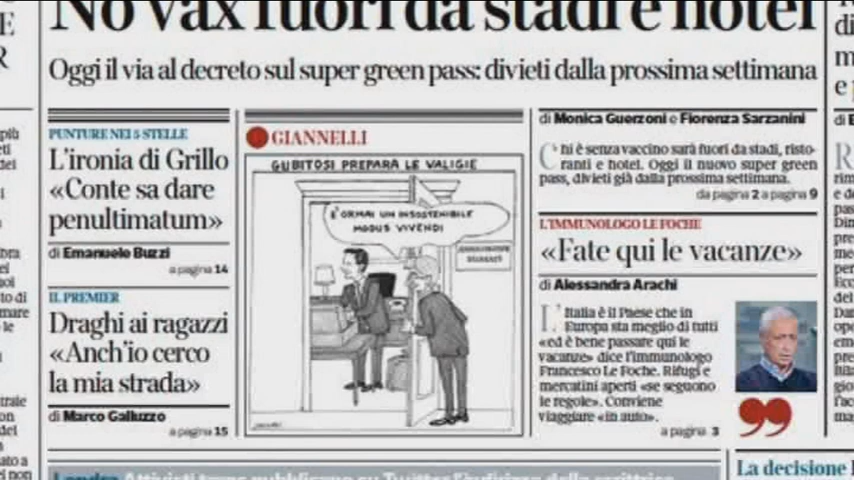 No vax fuori da stadi e hotel
Oggi il via al decreto sul super green pass: divieti dalla prossima settimana
PUNTURE NEI 5 STELLE
L'ironia di Grillo
«Conte sa dare
penultimatum»
di Emanuele Buzzi
a pagina 14
IL PREMIER
Draghi ai ragazzi
«Anch'io cerco
la mia strada»
di Marco Galluzzo
a pagina 15
GIANNELLI
GUBITOSI PREPARA LE VALIGIE
E' ORMAI UN INSOSTENIBILE
MODUS VIVENDI
di Monica Guerzoni e Fiorenza Sarzanini
Chi è senza vaccino sarà fuori da stadi, risto-
ranti e hotel. Oggi il nuovo super green
pass, divieti già dalla prossima settimana.
da pagina 2 a pagina 9
L'IMMUNOLOGO LE FOCHE
«Fate qui le vacanze»
di Alessandra Arachi
L'Italia è il Paese che in
Europa sta meglio di tutti
«ed è bene passare qui le
vacanze» dice l'immunologo
Francesco Le Foche. Rifugi e
mercatini aperti «se seguono
le regole». Conviene
viaggiare «in auto».
a pagina 3
La decisione